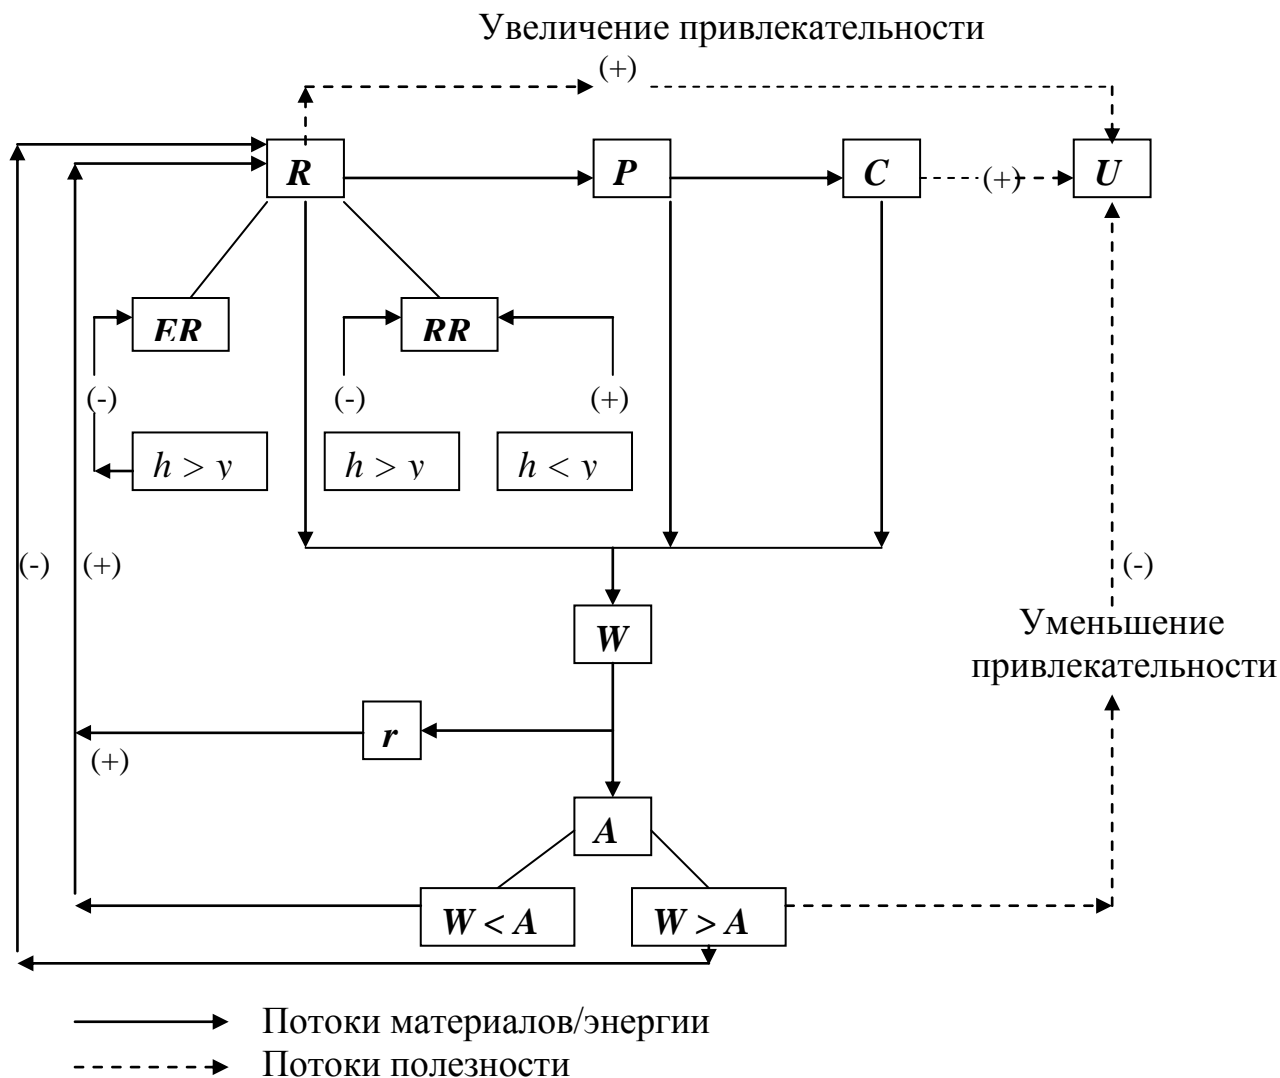 Увеличение привлекательности
(+)
R P C (+) U
ER RR
(-) (-) (+)
h > y h > y h < y
(-) (+) (-)
W Уменьшение
привлекательности
r
(+)
A
W < A W > A
Потоки материалов/энергии
Потоки полезности